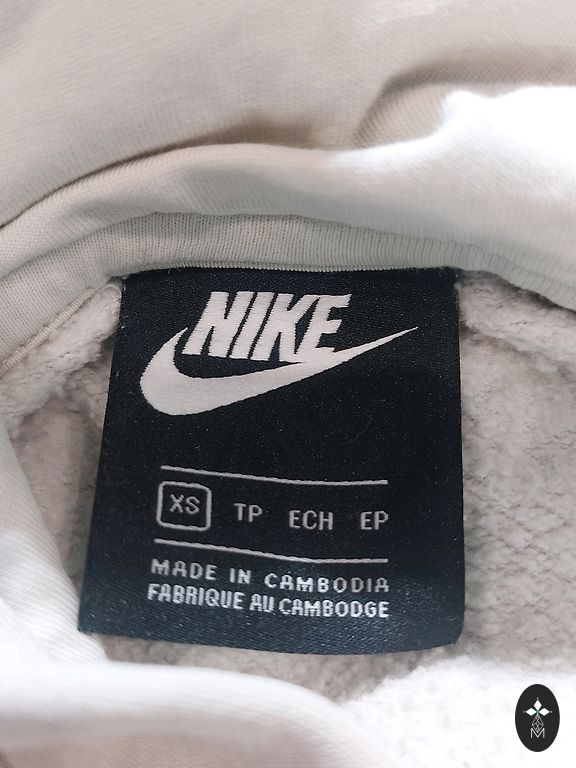 NIKE
XS TP ECH EP
MADE IN CAMBODIA
FABRIQUE AU CAMBODGE
M